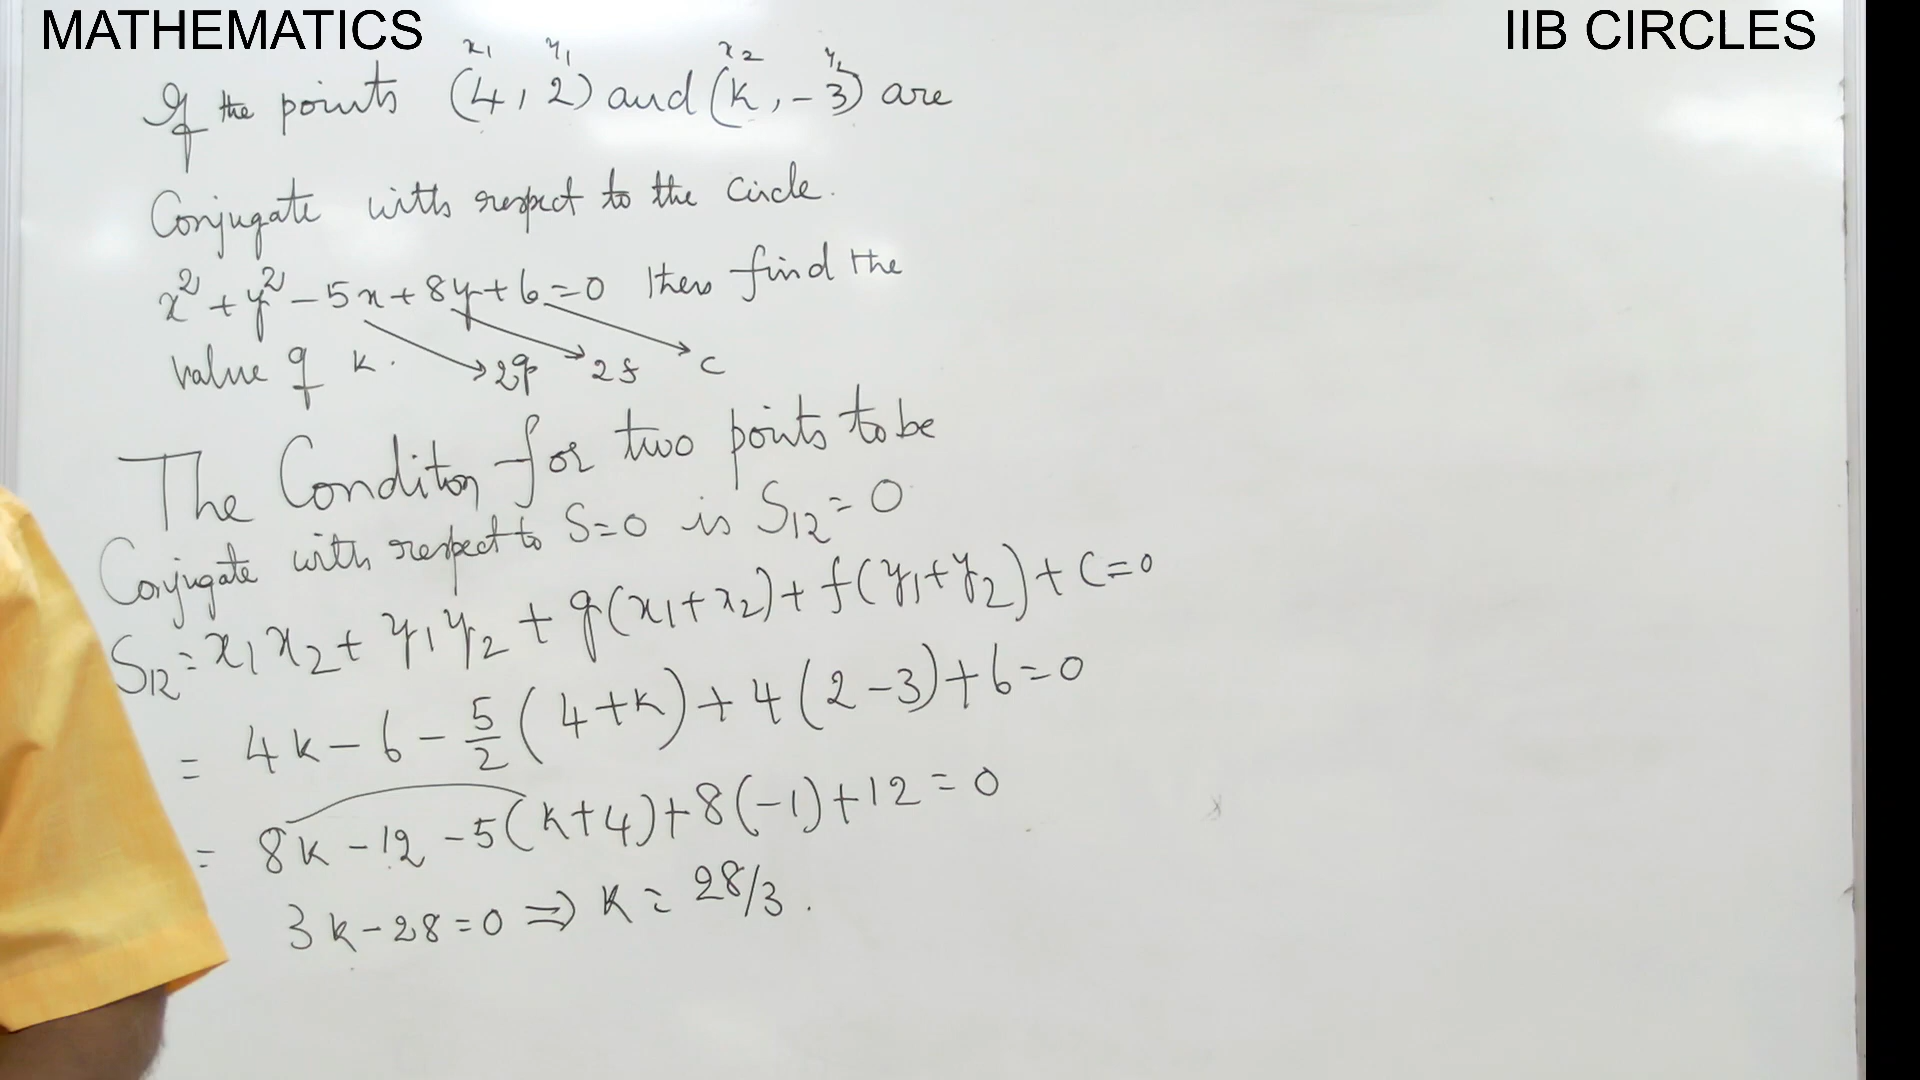 MATHEMATICS
IIB CIRCLES
x₁ y₁ x₂ y₂
If the points (4, 2) and (k, -3) are
Conjugate with respect to the Circle.
x² + y² - 5x + 8y + 6 = 0 then find the
value of k. → 2g → 2f → c
The Conditon for two points to be
Conjugate with respect to S=0 is S₁₂ = 0
S₁₂ = x₁x₂ + y₁y₂ + g(x₁+x₂) + f(y₁+y₂) + C = 0
= 4k - 6 - 5/2 (4+k) + 4(2-3) + 6 = 0
= 8k - 12 - 5(k+4) + 8(-1) + 12 = 0
3k - 28 = 0 ⇒ k = 28/3.